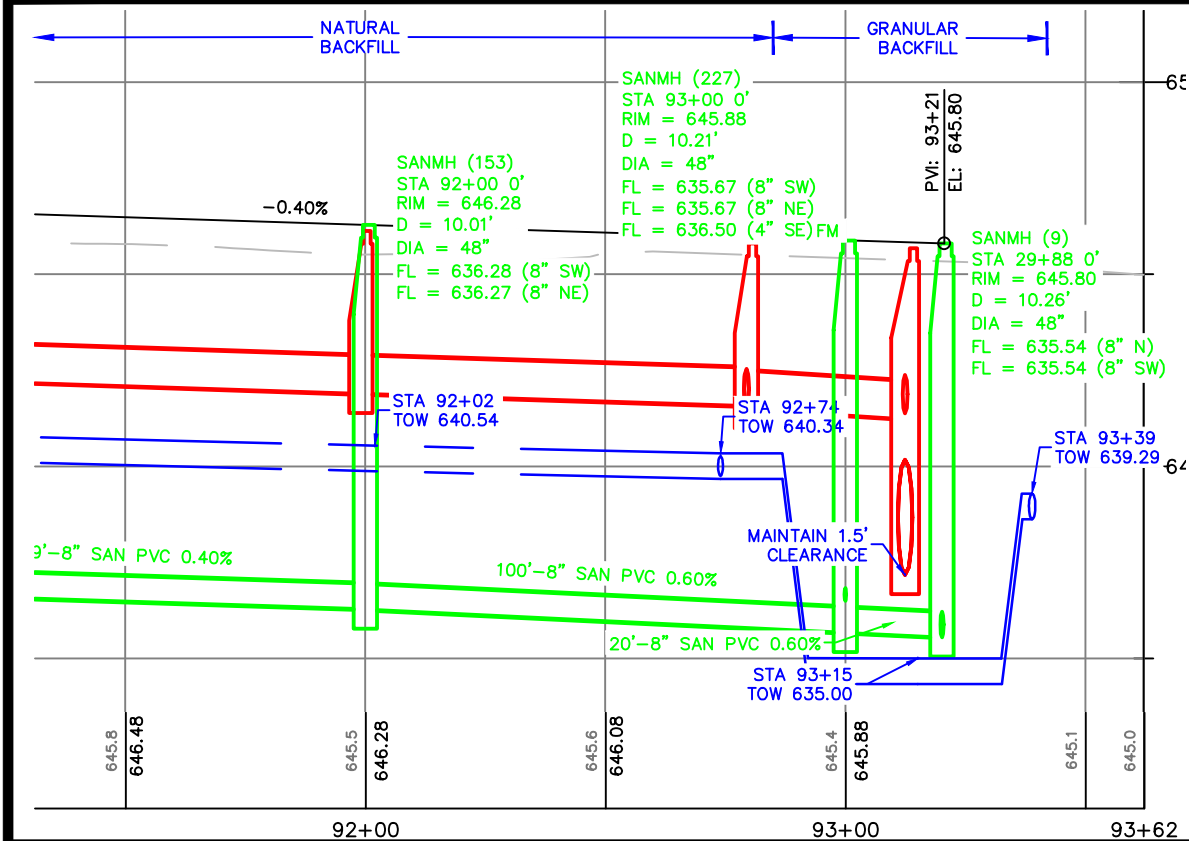 NATURAL
BACKFILL
GRANULAR
BACKFILL
65
SANMH (227)
STA 93+00 0'
RIM = 645.88
D = 10.21'
DIA = 48"
FL = 635.67 (8" SW)
FL = 635.67 (8" NE)
FL = 636.50 (4" SE) FM
PVI: 93+21
EL: 645.80
SANMH (153)
STA 92+00 0'
RIM = 646.28
D = 10.01'
DIA = 48"
FL = 636.28 (8" SW)
FL = 636.27 (8" NE)
-0.40%
SANMH (9)
STA 29+88 0'
RIM = 645.80
D = 10.26'
DIA = 48"
FL = 635.54 (8" N)
FL = 635.54 (8" SW)
STA 92+02
TOW 640.54
STA 92+74
TOW 640.34
STA 93+39
TOW 639.29
64
MAINTAIN 1.5'
CLEARANCE
9'-8" SAN PVC 0.40%
100'-8" SAN PVC 0.60%
20'-8" SAN PVC 0.60%
STA 93+15
TOW 635.00
645.8
646.48
645.5
646.28
645.6
646.08
645.4
645.88
645.1
645.0
92+00
93+00
93+62